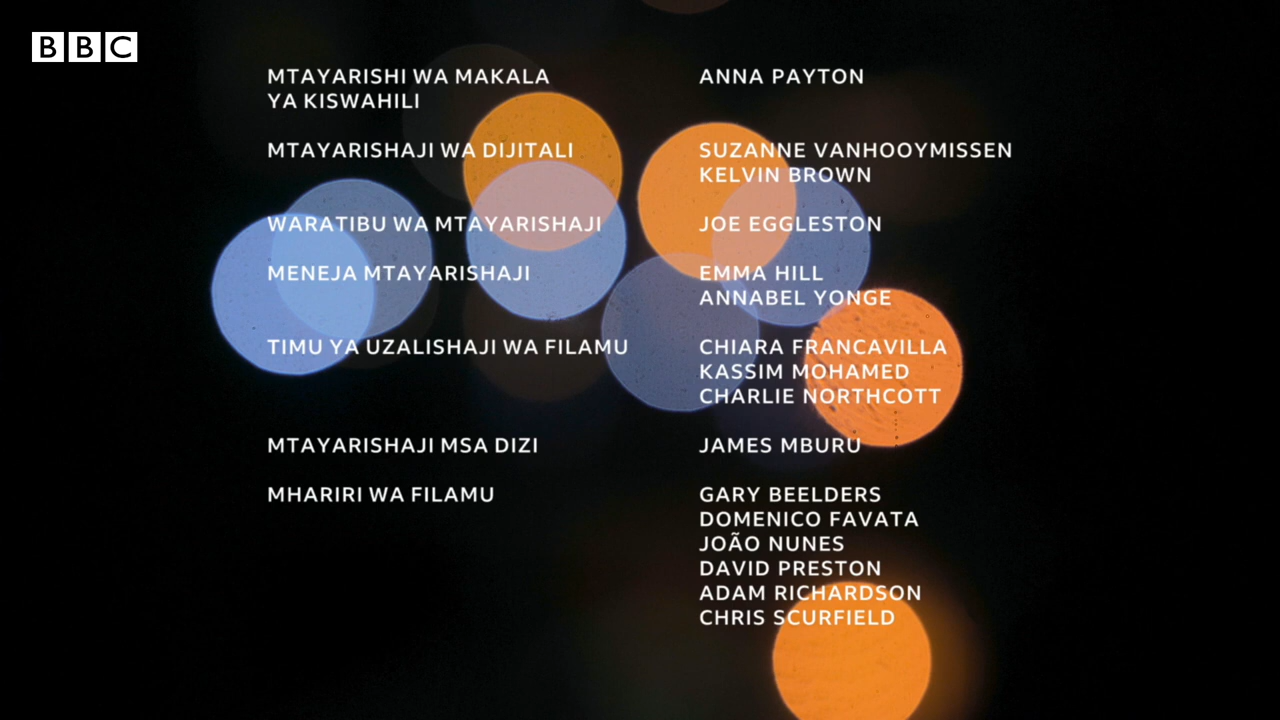 BBC
MTAYARISHI WA MAKALA ANNA PAYTON
YA KISWAHILI
MTAYARISHAJI WA DIJITALI SUZANNE VANHOOYMISSEN
KELVIN BROWN
WARATIBU WA MTAYARISHAJI JOE EGGLESTON
MENEJA MTAYARISHAJI EMMA HILL
ANNABEL YONGE
TIMU YA UZALISHAJI WA FILAMU CHIARA FRANCAVILLA
KASSIM MOHAMED
CHARLIE NORTHCOTT
MTAYARISHAJI MSA DIZI JAMES MBURU
MHARIRI WA FILAMU GARY BEELDERS
DOMENICO FAVATA
JOÃO NUNES
DAVID PRESTON
ADAM RICHARDSON
CHRIS SCURFIELD